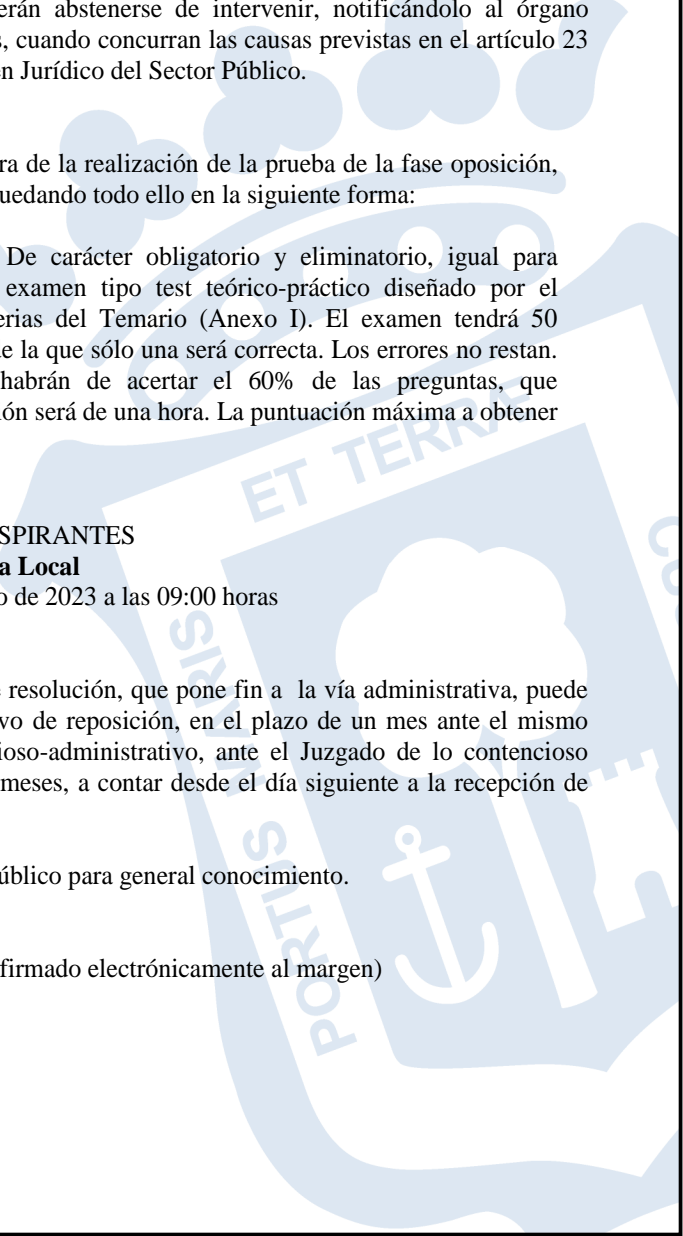 erán abstenerse de intervenir, notificándolo al órgano
s, cuando concurran las causas previstas en el artículo 23
en Jurídico del Sector Público.
ra de la realización de la prueba de la fase oposición,
uedando todo ello en la siguiente forma:
De carácter obligatorio y eliminatorio, igual para
examen tipo test teórico-práctico diseñado por el
erias del Temario (Anexo I). El examen tendrá 50
e la que sólo una será correcta. Los errores no restan.
habrán de acertar el 60% de las preguntas, que
ión será de una hora. La puntuación máxima a obtener
SPIRANTES
a Local
o de 2023 a las 09:00 horas
e resolución, que pone fin a la vía administrativa, puede
vo de reposición, en el plazo de un mes ante el mismo
cioso-administrativo, ante el Juzgado de lo contencioso
meses, a contar desde el día siguiente a la recepción de
úblico para general conocimiento.
firmado electrónicamente al margen)
PORTUS MARIS ET TERRÆ